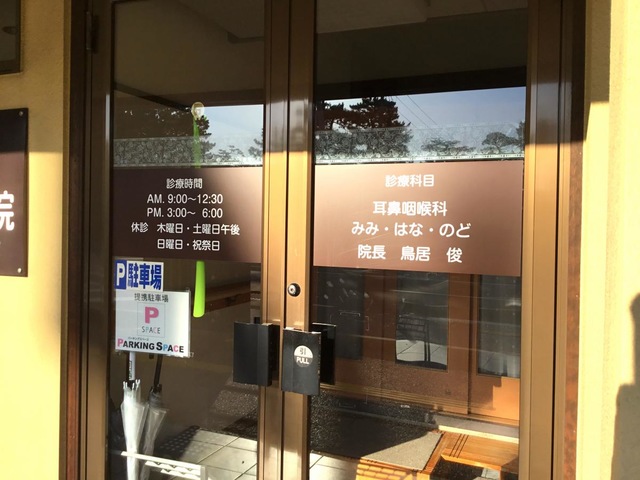 院
診療時間
AM. 9:00〜12:30
PM. 3:00〜 6:00
休診 木曜日・土曜日午後
日曜日・祝祭日
診療科目
耳鼻咽喉科
みみ・はな・のど
院長 鳥居 俊
P駐車場
提携駐車場
P
SPACE
PARKING SPACE
引
PULL